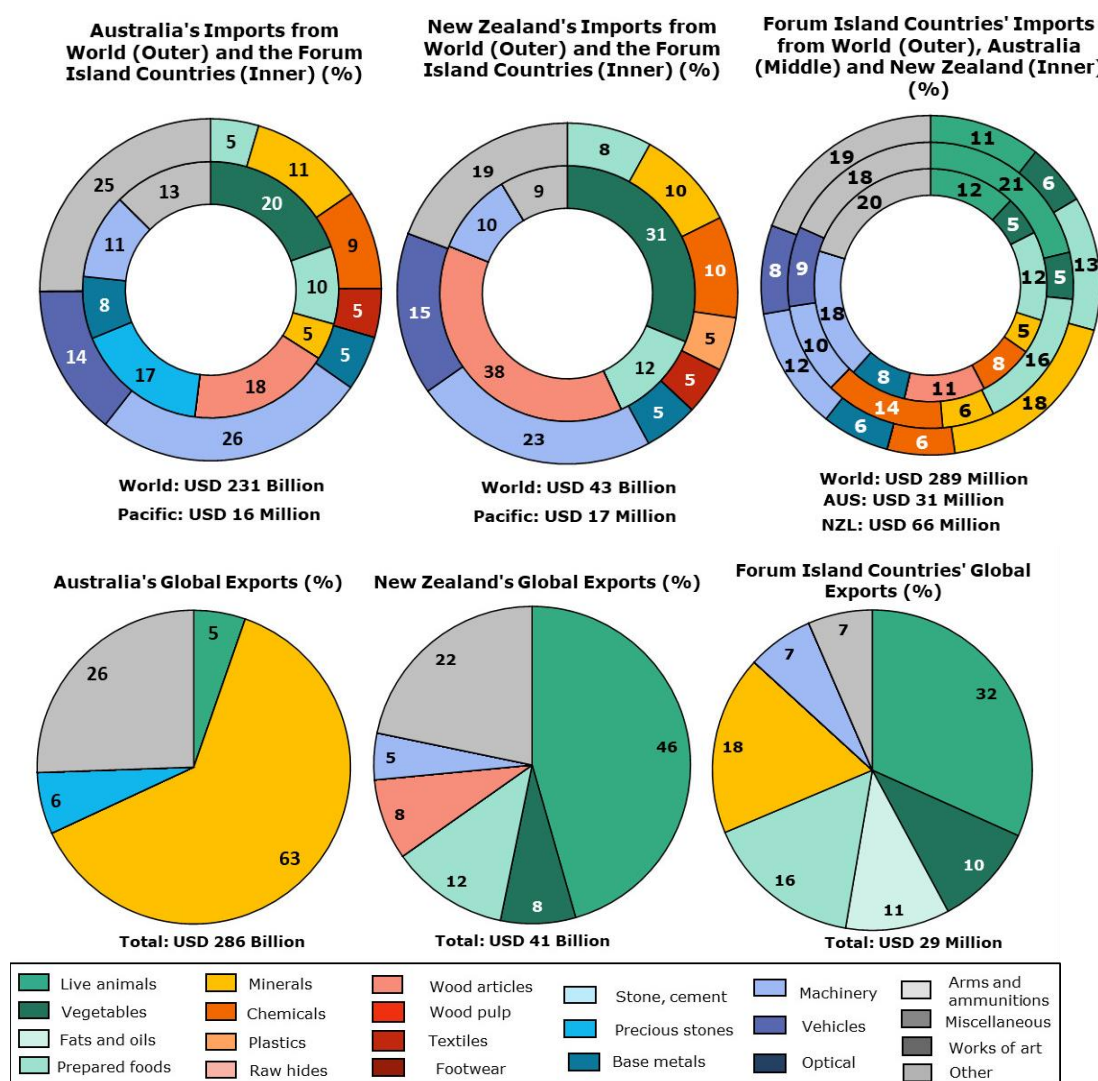 Australia's Imports from
World (Outer) and the Forum
Island Countries (Inner) (%)
5
11
9
5
5
26
14
25
20
10
5
18
17
8
11
13
World: USD 231 Billion
Pacific: USD 16 Million
New Zealand's Imports from
World (Outer) and the Forum
Island Countries (Inner) (%)
8
10
10
5
5
5
23
15
19
31
12
38
10
9
World: USD 43 Billion
Pacific: USD 17 Million
Forum Island Countries' Imports
from World (Outer), Australia
(Middle) and New Zealand (Inner)
(%)
11
6
13
18
6
6
12
8
19
21
5
16
6
14
10
9
18
12
5
12
5
8
11
8
18
20
World: USD 289 Million
AUS: USD 31 Million
NZL: USD 66 Million
Australia's Global Exports (%)
5
63
6
26
Total: USD 286 Billion
New Zealand's Global Exports (%)
46
8
12
8
5
22
Total: USD 41 Billion
Forum Island Countries' Global
Exports (%)
32
10
11
16
18
7
7
Total: USD 29 Million
Live animals
Vegetables
Fats and oils
Prepared foods
Minerals
Chemicals
Plastics
Raw hides
Wood articles
Wood pulp
Textiles
Footwear
Stone, cement
Precious stones
Base metals
Machinery
Vehicles
Optical
Arms and
ammunitions
Miscellaneous
Works of art
Other